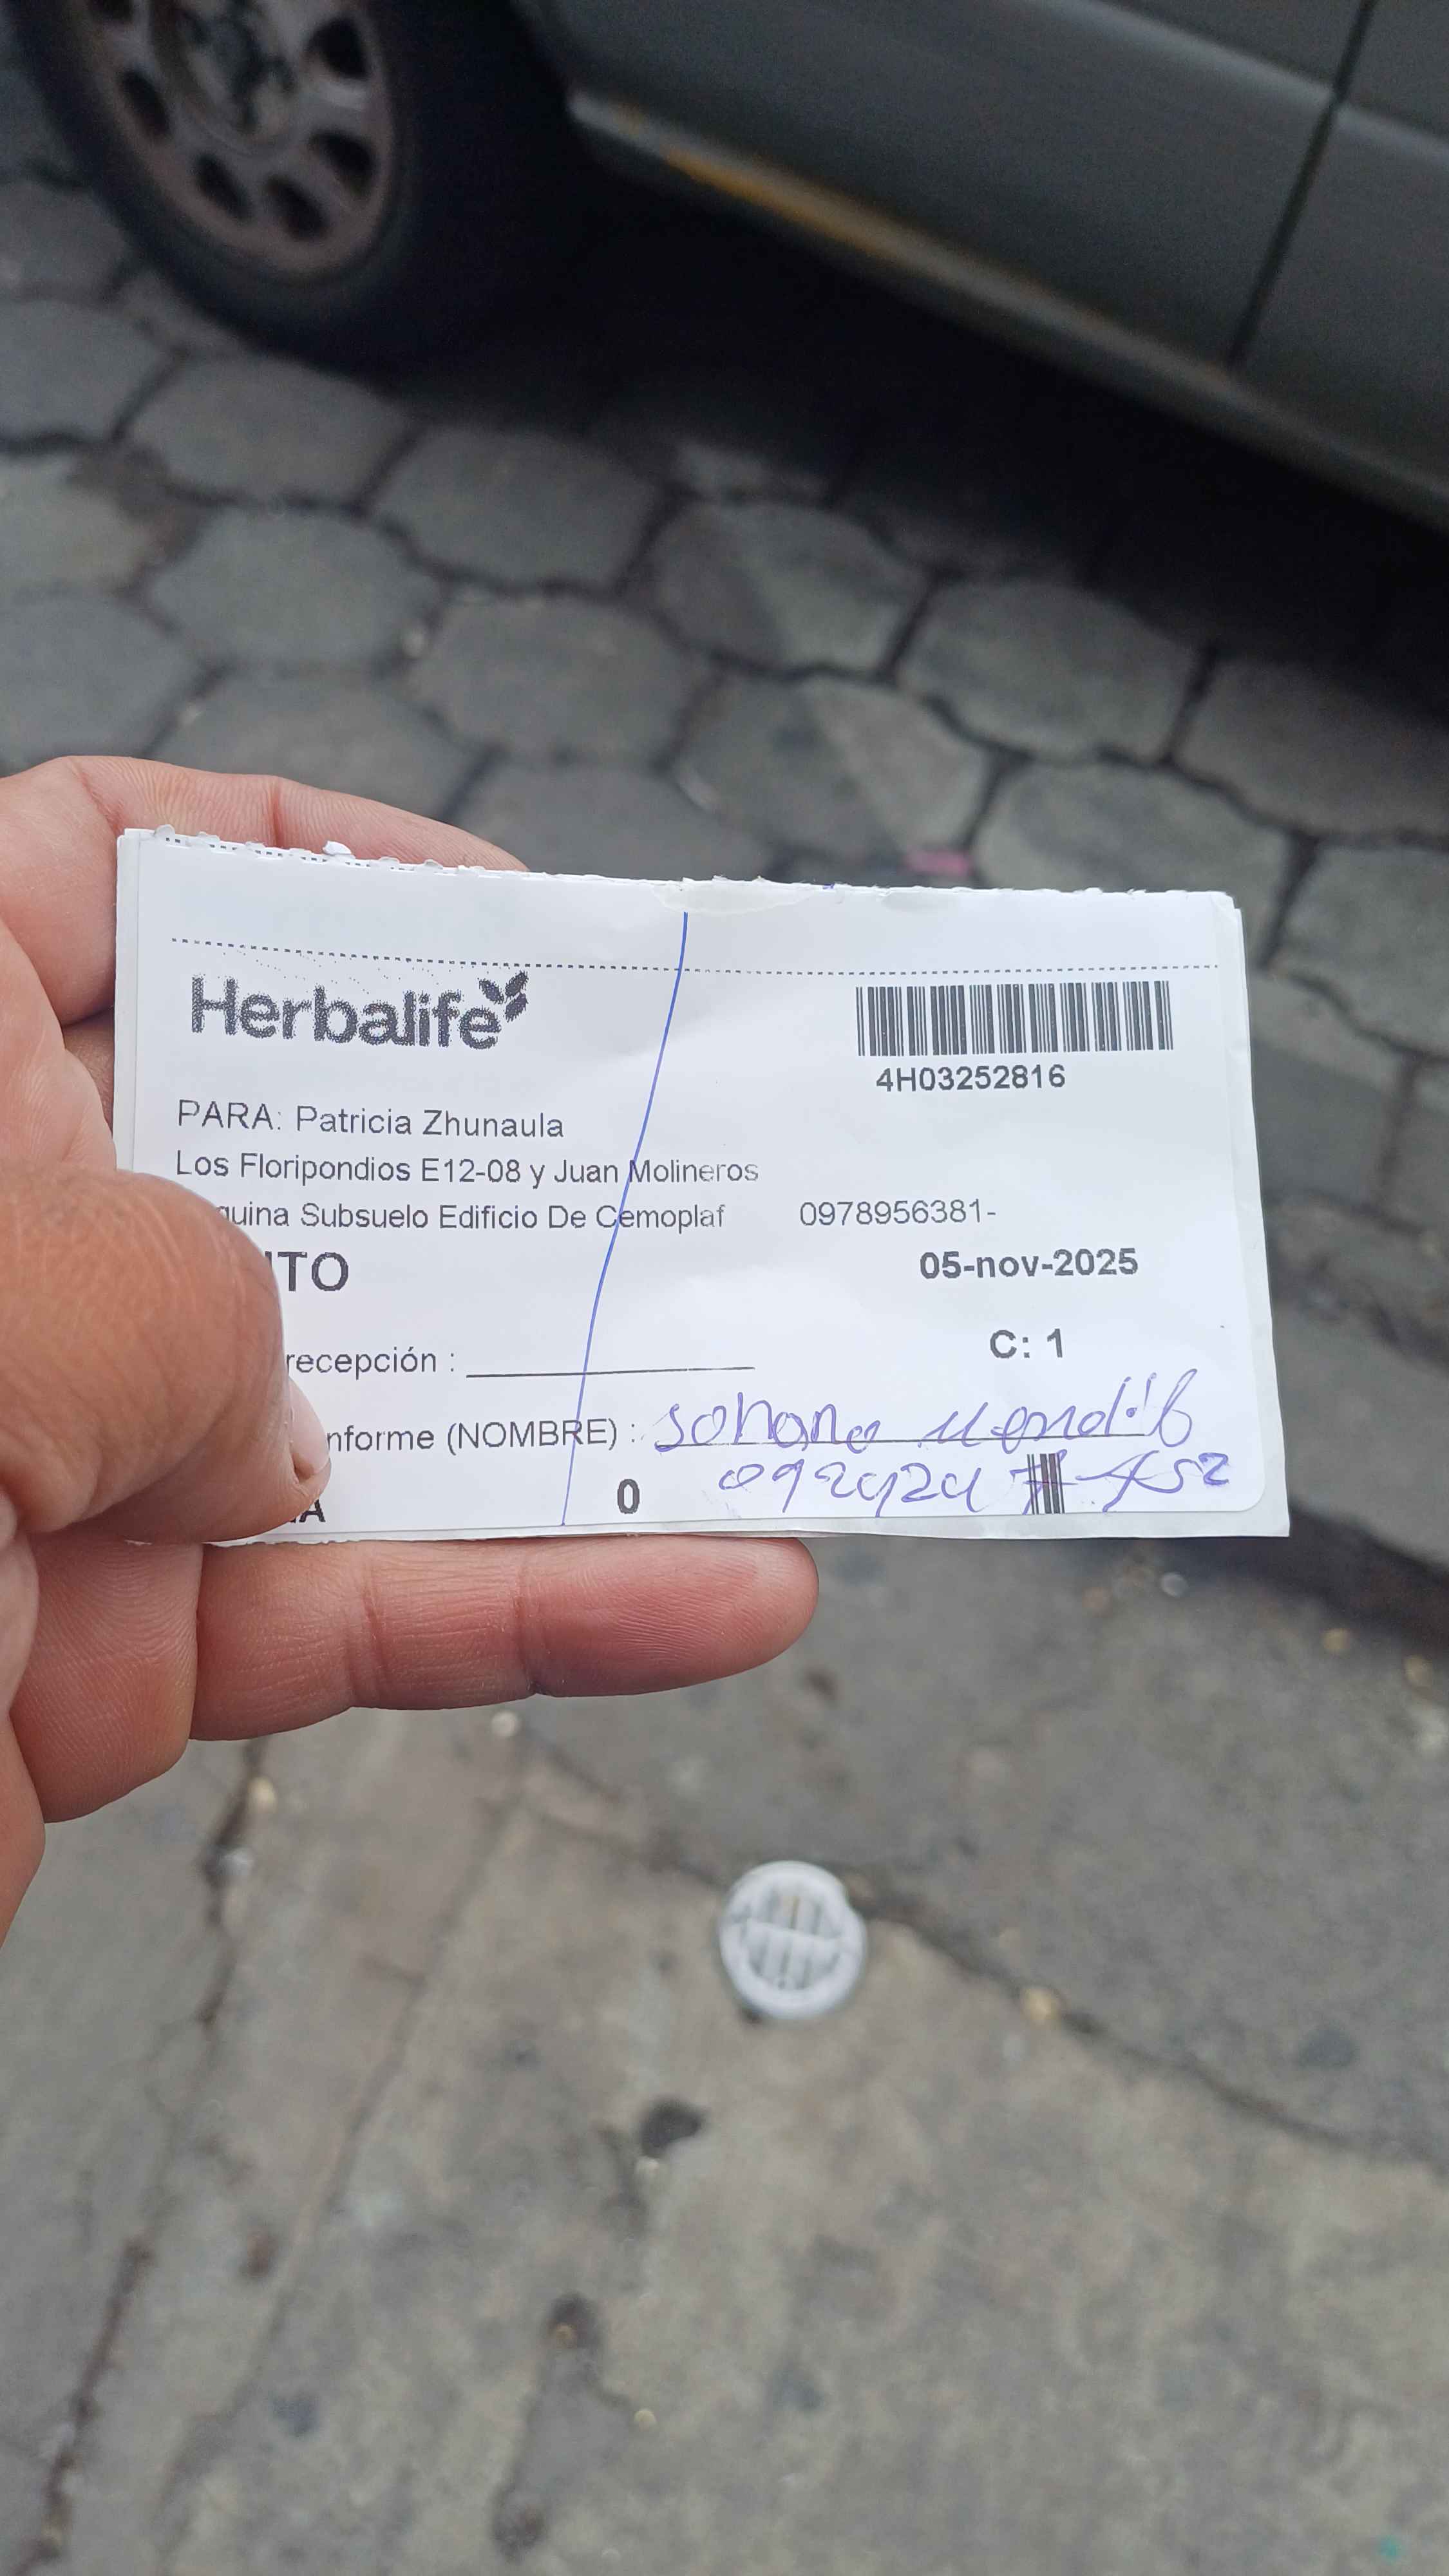 Herbalife
4H03252816
PARA: Patricia Zhunaula
Los Floripondios E12-08 y Juan Molineros
quina Subsuelo Edificio De Cemoplaf 0978956381-
ITO 05-nov-2025
C: 1
recepción :
nforme (NOMBRE) :
0